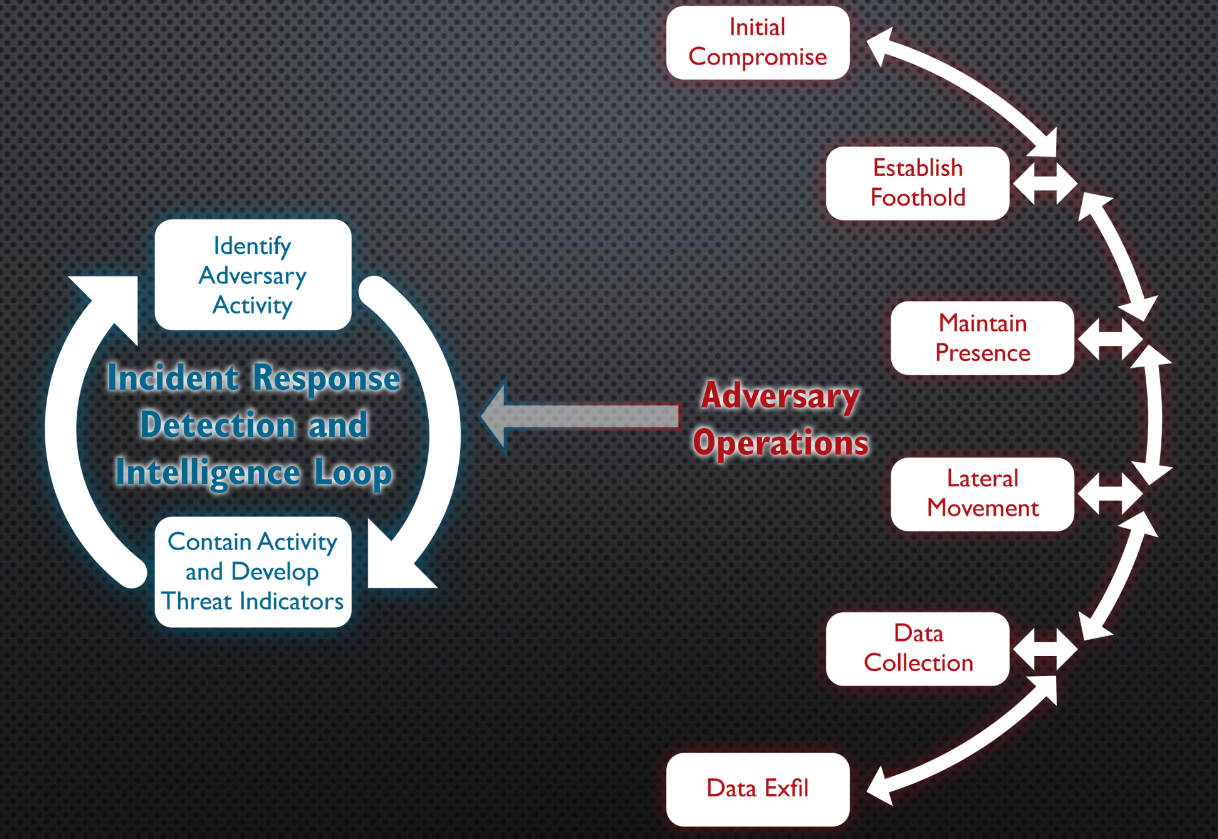 Identify
Adversary
Activity
Incident Response
Detection and
Intelligence Loop
Contain Activity
and Develop
Threat Indicators
Adversary
Operations
Initial
Compromise
Establish
Foothold
Maintain
Presence
Lateral
Movement
Data
Collection
Data Exfil